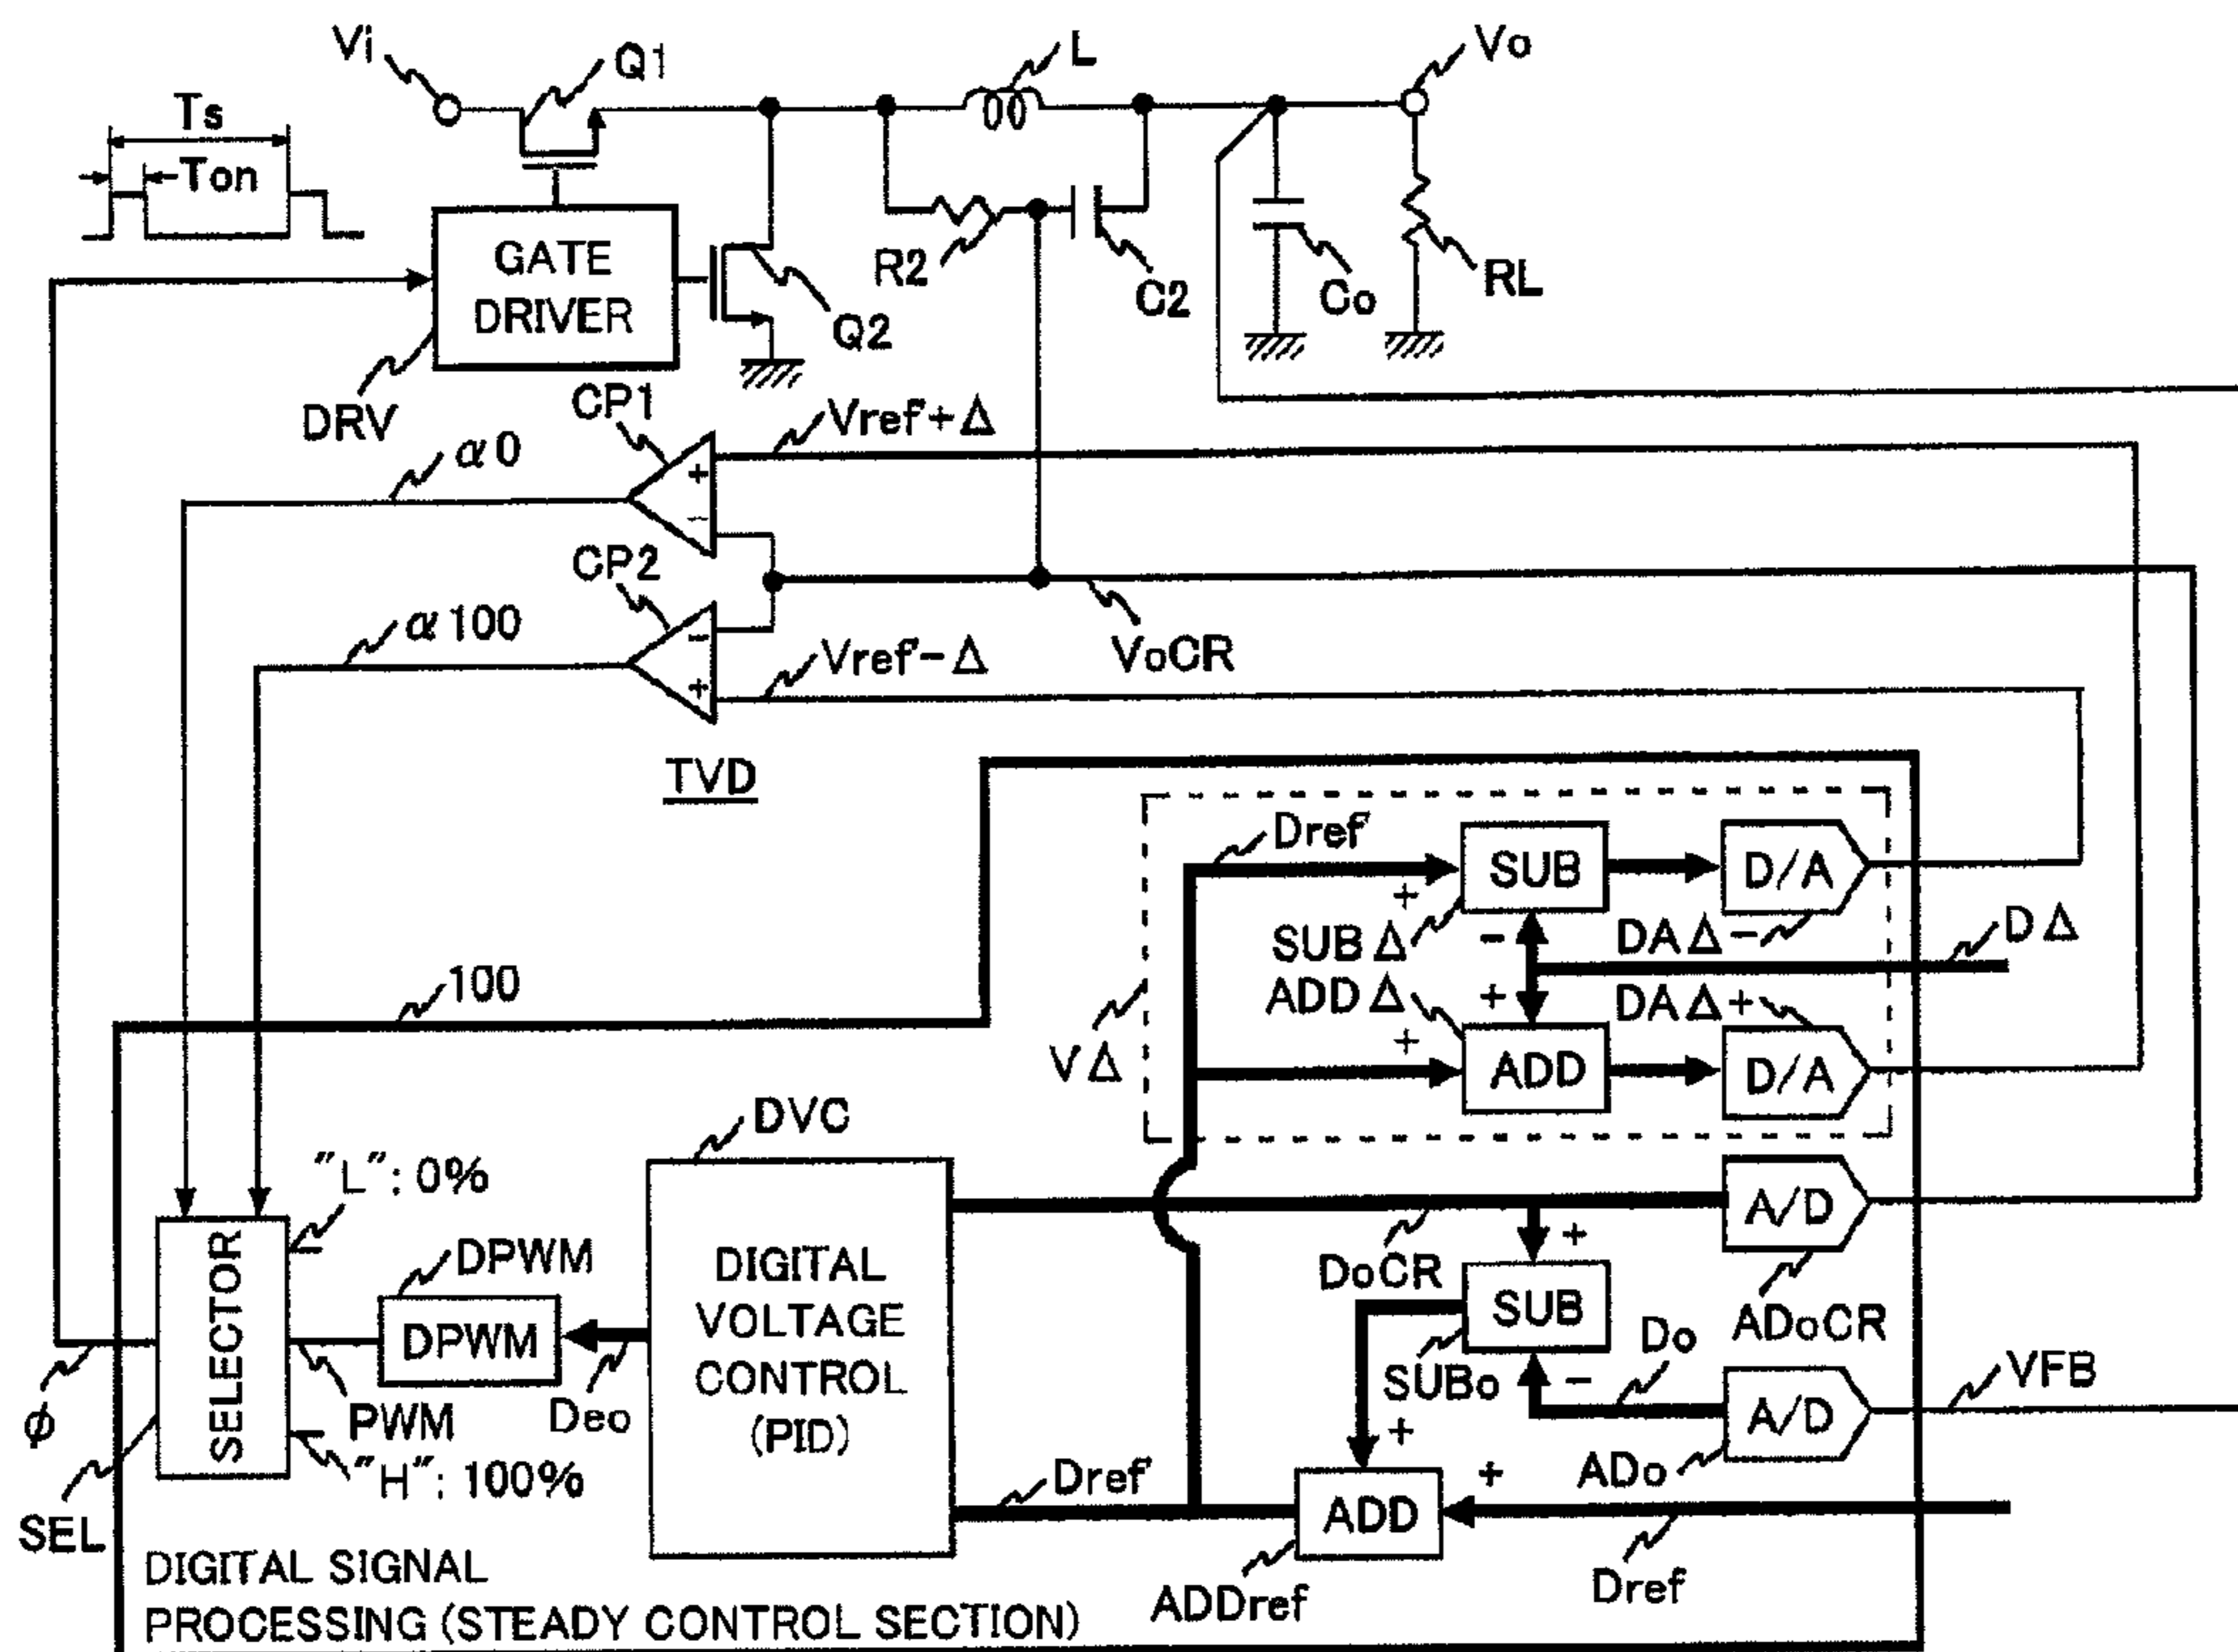 Vi
Q1
L
Vo
Ts
Ton
GATE
DRIVER
R2
C2
Co
RL
Q2
DRV
CP1
Vref+Δ
α0
+
-
CP2
α100
-
+
Vref-Δ
VoCR
TVD
Dref
+
SUB
D/A
SUBΔ
-
DAΔ-
DΔ
100
ADDΔ
+
DAΔ+
+
VΔ
ADD
D/A
DVC
"L": 0%
SELECTOR
DPWM
DPWM
PWM
Deo
DIGITAL
VOLTAGE
CONTROL
(PID)
A/D
+
DoCR
SUB
ADoCR
SUBo
-
Do
A/D
VFB
+
ADo
φ
"H": 100%
SEL
Dref
ADD
+
Dref
ADDref
DIGITAL SIGNAL
PROCESSING (STEADY CONTROL SECTION)